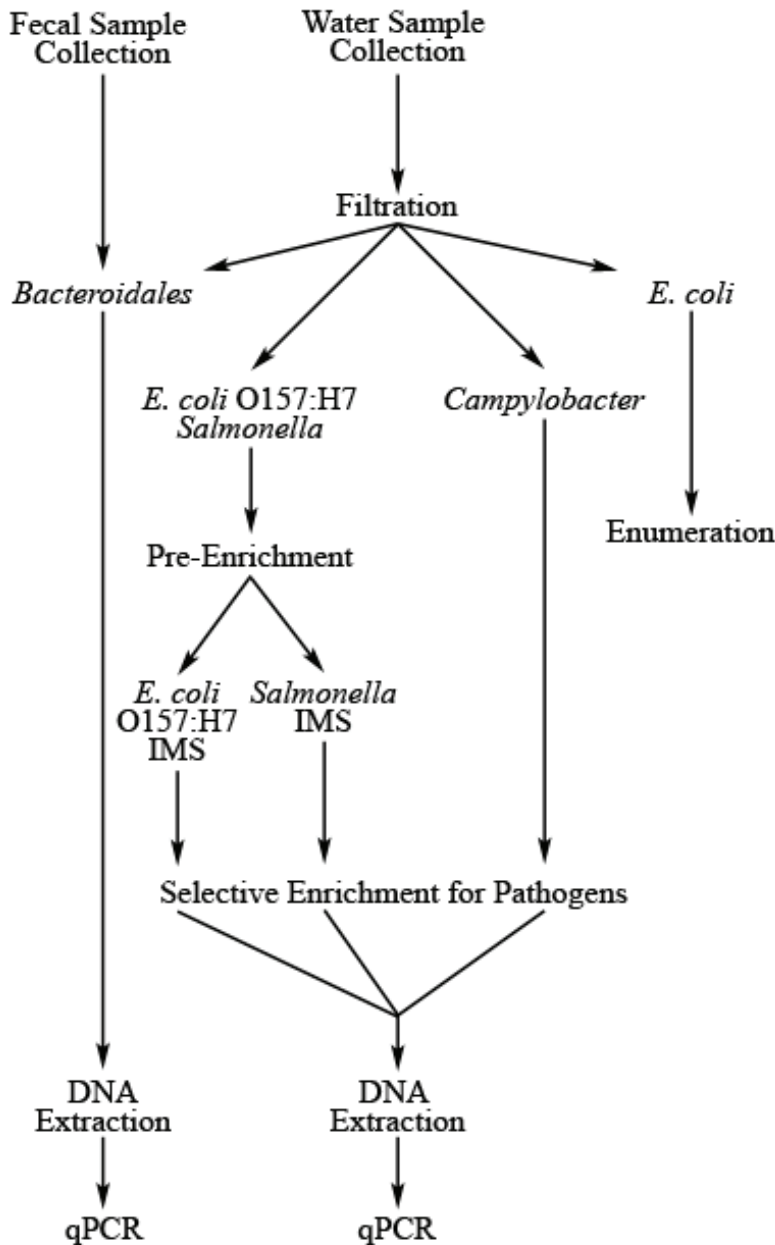 Fecal Sample
Collection
Water Sample
Collection
Filtration
Bacteroidales
E. coli
E. coli O157:H7
Salmonella
Campylobacter
Enumeration
Pre-Enrichment
E. coli
O157:H7
IMS
Salmonella
IMS
Selective Enrichment for Pathogens
DNA
Extraction
DNA
Extraction
qPCR
qPCR